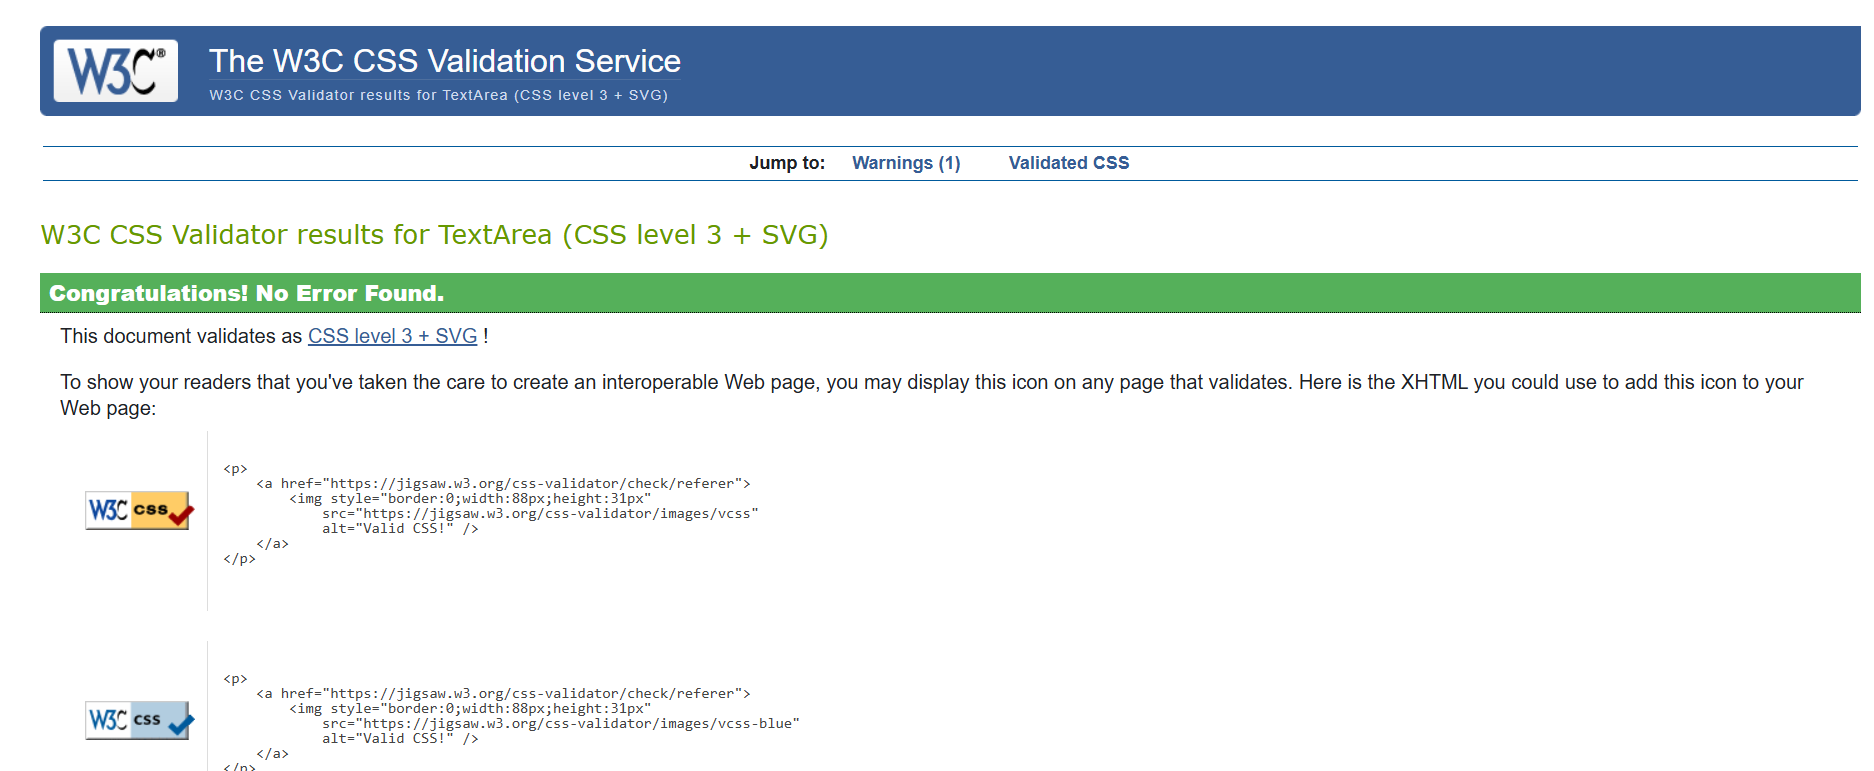 W3C®
The W3C CSS Validation Service
W3C CSS Validator results for TextArea (CSS level 3 + SVG)
Jump to: Warnings (1) Validated CSS
W3C CSS Validator results for TextArea (CSS level 3 + SVG)
Congratulations! No Error Found.
This document validates as CSS level 3 + SVG !
To show your readers that you've taken the care to create an interoperable Web page, you may display this icon on any page that validates. Here is the XHTML you could use to add this icon to your
Web page:
W3C css
<p>
<a href="https://jigsaw.w3.org/css-validator/check/referer">
<img style="border:0;width:88px;height:31px"
src="https://jigsaw.w3.org/css-validator/images/vcss"
alt="Valid CSS!" />
</a>
</p>
W3C css
<p>
<a href="https://jigsaw.w3.org/css-validator/check/referer">
<img style="border:0;width:88px;height:31px"
src="https://jigsaw.w3.org/css-validator/images/vcss-blue"
alt="Valid CSS!" />
</a>
</p>